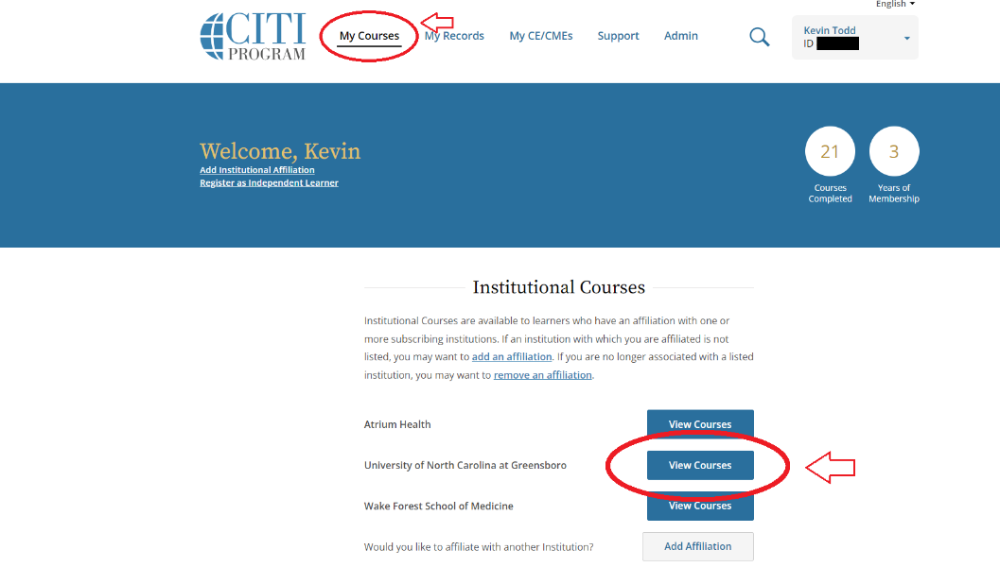 English
CITI
PROGRAM
My Courses
My Records
My CE/CMEs
Support
Admin
Kevin Todd
ID
Welcome, Kevin
Add Institutional Affiliation
Register as Independent Learner
21
Courses
Completed
3
Years of
Membership
Institutional Courses
Institutional Courses are available to learners who have an affiliation with one or
more subscribing institutions. If an institution with which you are affiliated is not
listed, you may want to add an affiliation. If you are no longer associated with a listed
institution, you may want to remove an affiliation.
Atrium Health
View Courses
University of North Carolina at Greensboro
View Courses
Wake Forest School of Medicine
View Courses
Would you like to affiliate with another Institution?
Add Affiliation